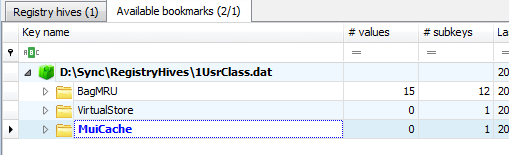 Registry hives (1) Available bookmarks (2/1)
Key name # values # subkeys La
ABC = =
D:\Sync\RegistryHives\1UsrClass.dat 20
BagMRU 15 12 20
VirtualStore 0 1 20
MuiCache 0 1 20